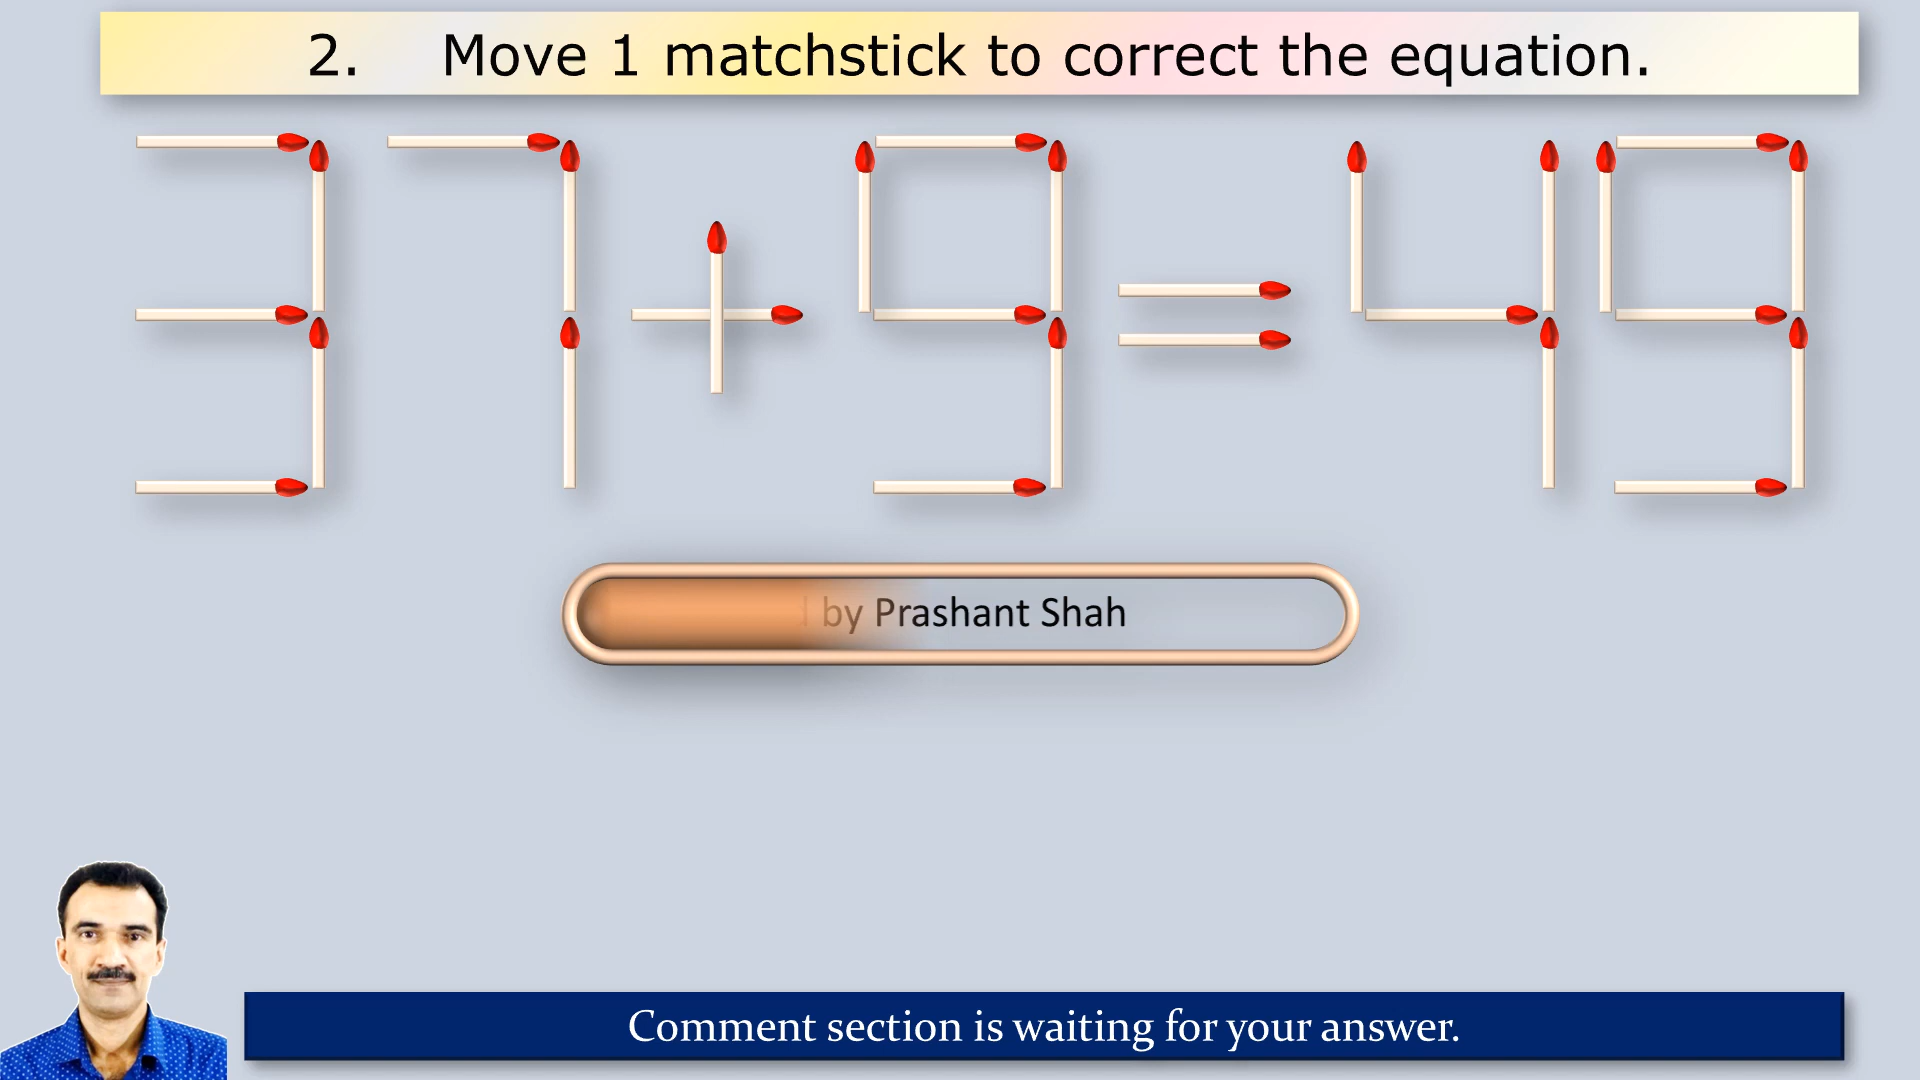 2. Move 1 matchstick to correct the equation.
37+9=49
by Prashant Shah
Comment section is waiting for your answer.